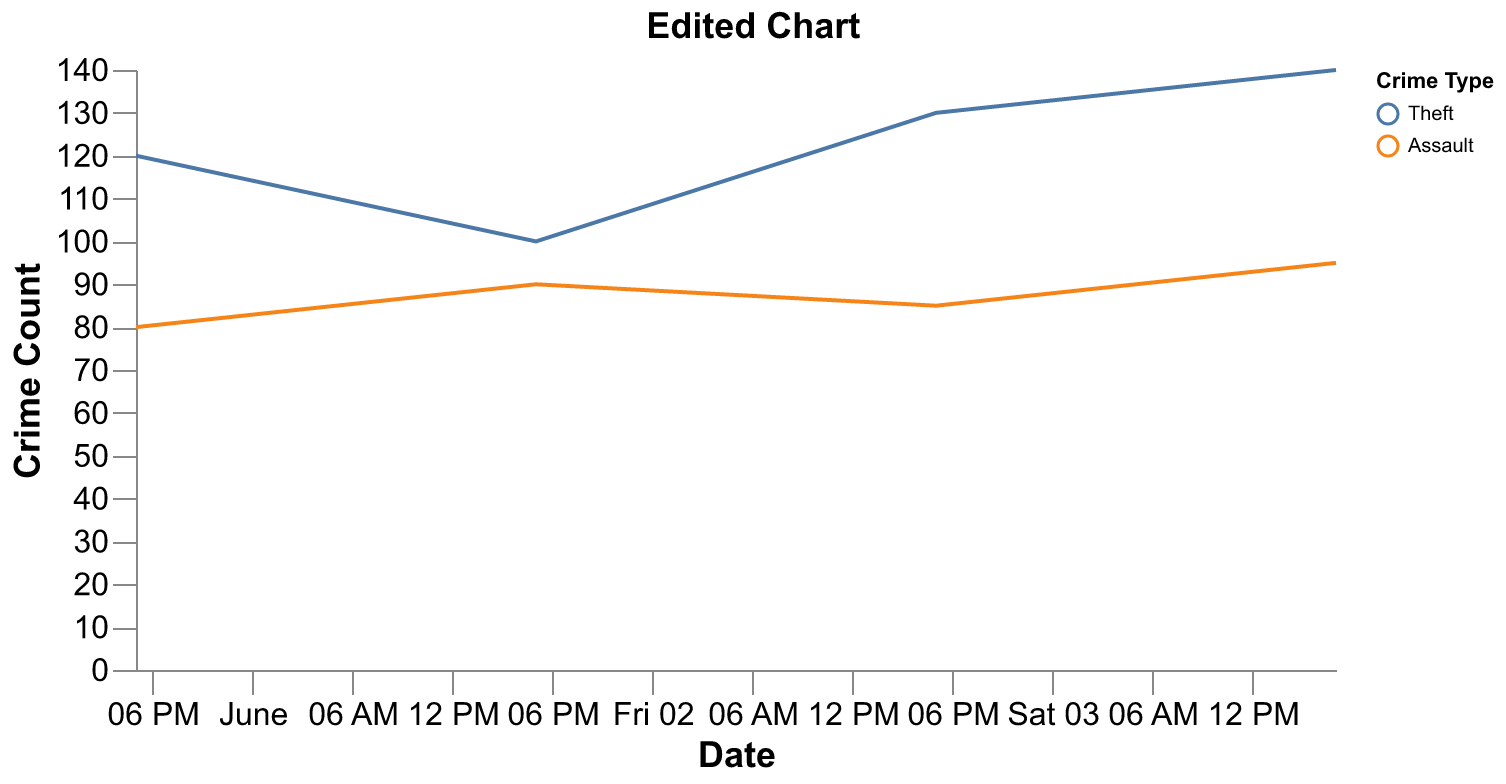 Edited Chart
Crime Type
Theft
Assault
Crime Count
140
130
120
110
100
90
80
70
60
50
40
30
20
10
0
06 PM June 06 AM 12 PM 06 PM Fri 02 06 AM 12 PM 06 PM Sat 03 06 AM 12 PM
Date